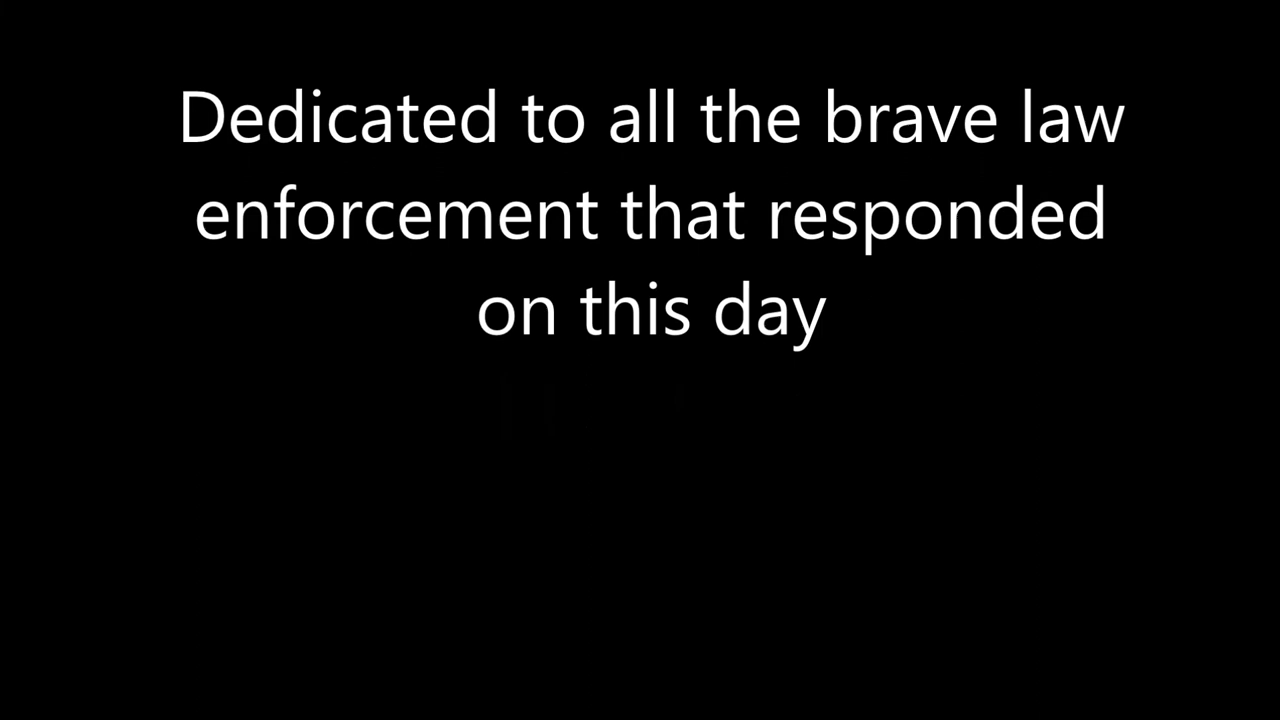 Dedicated to all the brave law
enforcement that responded
on this day